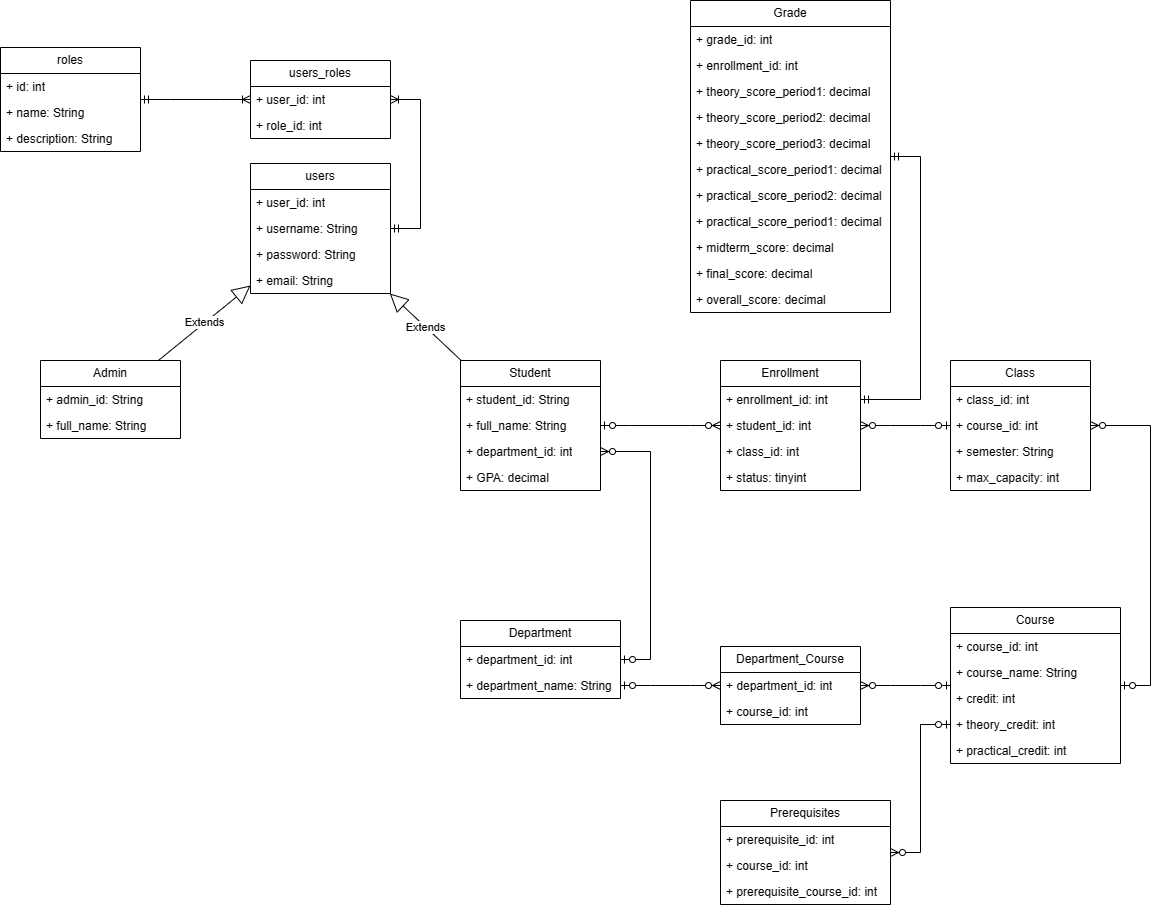 Grade
+ grade_id: int
+ enrollment_id: int
+ theory_score_period1: decimal
+ theory_score_period2: decimal
+ theory_score_period3: decimal
+ practical_score_period1: decimal
+ practical_score_period2: decimal
+ practical_score_period1: decimal
+ midterm_score: decimal
+ final_score: decimal
+ overall_score: decimal
roles
+ id: int
+ name: String
+ description: String
users_roles
+ user_id: int
+ role_id: int
users
+ user_id: int
+ username: String
+ password: String
+ email: String
Extends
Extends
Admin
+ admin_id: String
+ full_name: String
Student
+ student_id: String
+ full_name: String
+ department_id: int
+ GPA: decimal
Enrollment
+ enrollment_id: int
+ student_id: int
+ class_id: int
+ status: tinyint
Class
+ class_id: int
+ course_id: int
+ semester: String
+ max_capacity: int
Department
+ department_id: int
+ department_name: String
Department_Course
+ department_id: int
+ course_id: int
Course
+ course_id: int
+ course_name: String
+ credit: int
+ theory_credit: int
+ practical_credit: int
Prerequisites
+ prerequisite_id: int
+ course_id: int
+ prerequisite_course_id: int